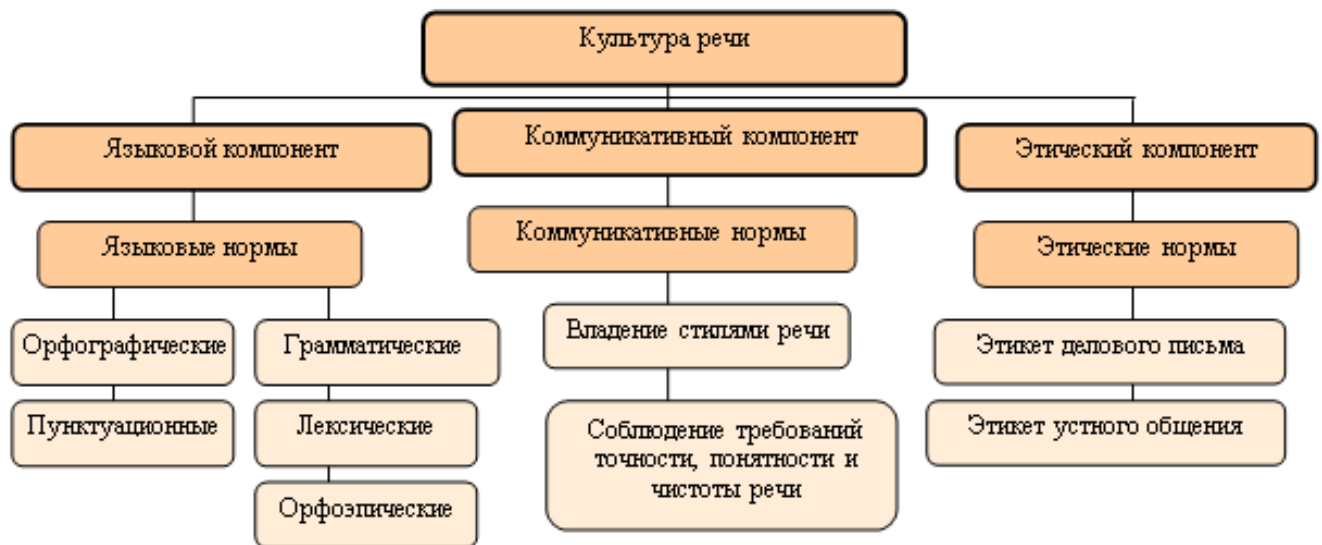 Культура речи
Языковой компонент
Коммуникативный компонент
Этический компонент
Языковые нормы
Коммуникативные нормы
Этические нормы
Орфографические
Грамматические
Владение стилями речи
Этикет делового письма
Пунктуационные
Лексические
Соблюдение требований
точности, понятности и
чистоты речи
Этикет устного общения
Орфоэпические